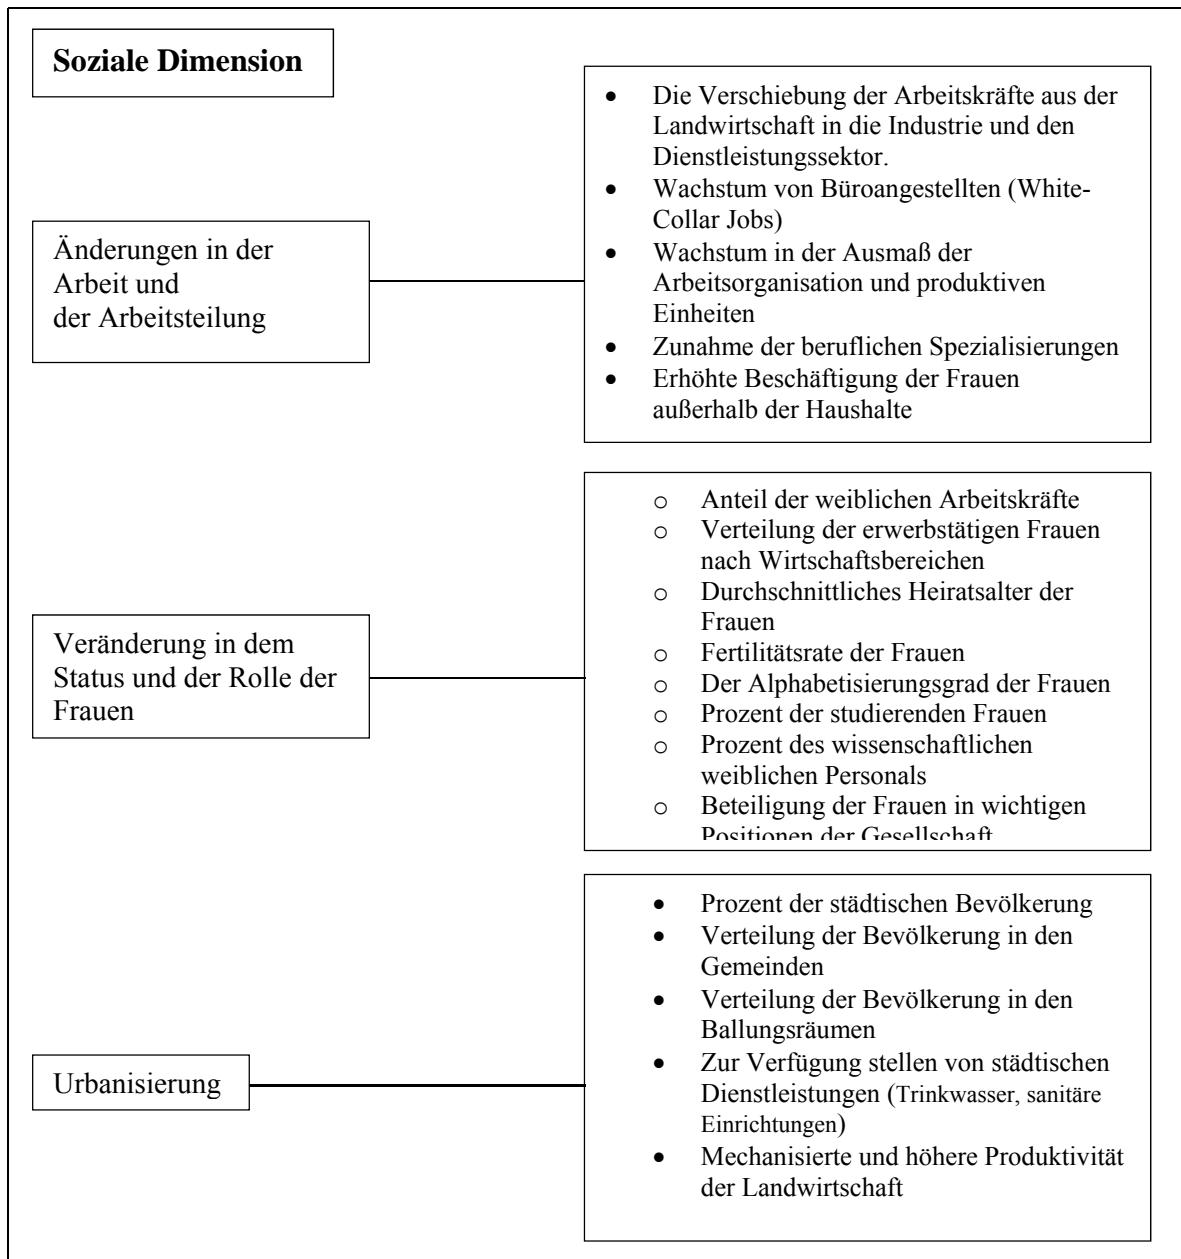 Soziale Dimension
Änderungen in der
Arbeit und
der Arbeitsteilung
• Die Verschiebung der Arbeitskräfte aus der
Landwirtschaft in die Industrie und den
Dienstleistungssektor.
• Wachstum von Büroangestellten (White-
Collar Jobs)
• Wachstum in der Ausmaß der
Arbeitsorganisation und produktiven
Einheiten
• Zunahme der beruflichen Spezialisierungen
• Erhöhte Beschäftigung der Frauen
außerhalb der Haushalte
Veränderung in dem
Status und der Rolle der
Frauen
o Anteil der weiblichen Arbeitskräfte
o Verteilung der erwerbstätigen Frauen
nach Wirtschaftsbereichen
o Durchschnittliches Heiratsalter der
Frauen
o Fertilitätsrate der Frauen
o Der Alphabetisierungsgrad der Frauen
o Prozent der studierenden Frauen
o Prozent des wissenschaftlichen
weiblichen Personals
o Beteiligung der Frauen in wichtigen
Positionen der Gesellschaft
Urbanisierung
• Prozent der städtischen Bevölkerung
• Verteilung der Bevölkerung in den
Gemeinden
• Verteilung der Bevölkerung in den
Ballungsräumen
• Zur Verfügung stellen von städtischen
Dienstleistungen (Trinkwasser, sanitäre
Einrichtungen)
• Mechanisierte und höhere Produktivität
der Landwirtschaft